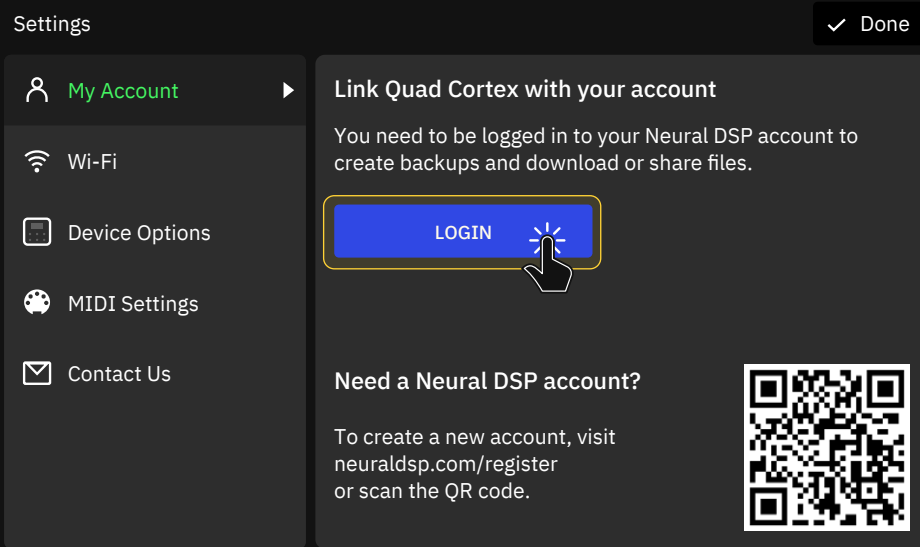 Settings
Done
My Account
Wi-Fi
Device Options
MIDI Settings
Contact Us
Link Quad Cortex with your account
You need to be logged in to your Neural DSP account to
create backups and download or share files.
LOGIN
Need a Neural DSP account?
To create a new account, visit
neuraldsp.com/register
or scan the QR code.